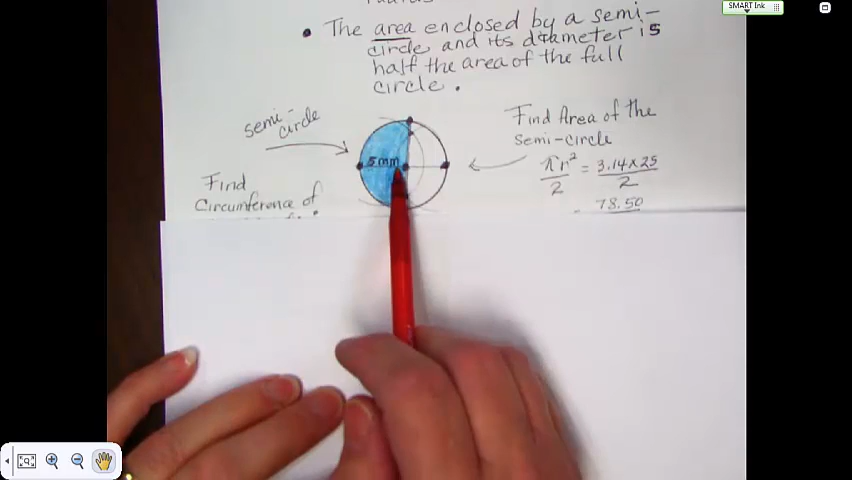 • The area enclosed by a semi-
circle and its diameter is
half the area of the full
circle.
semi-
circle
5mm
Find
Circumference of
Find Area of the
semi-circle
πr² = 3.14 x 25
2 2
78.50
SMART Ink